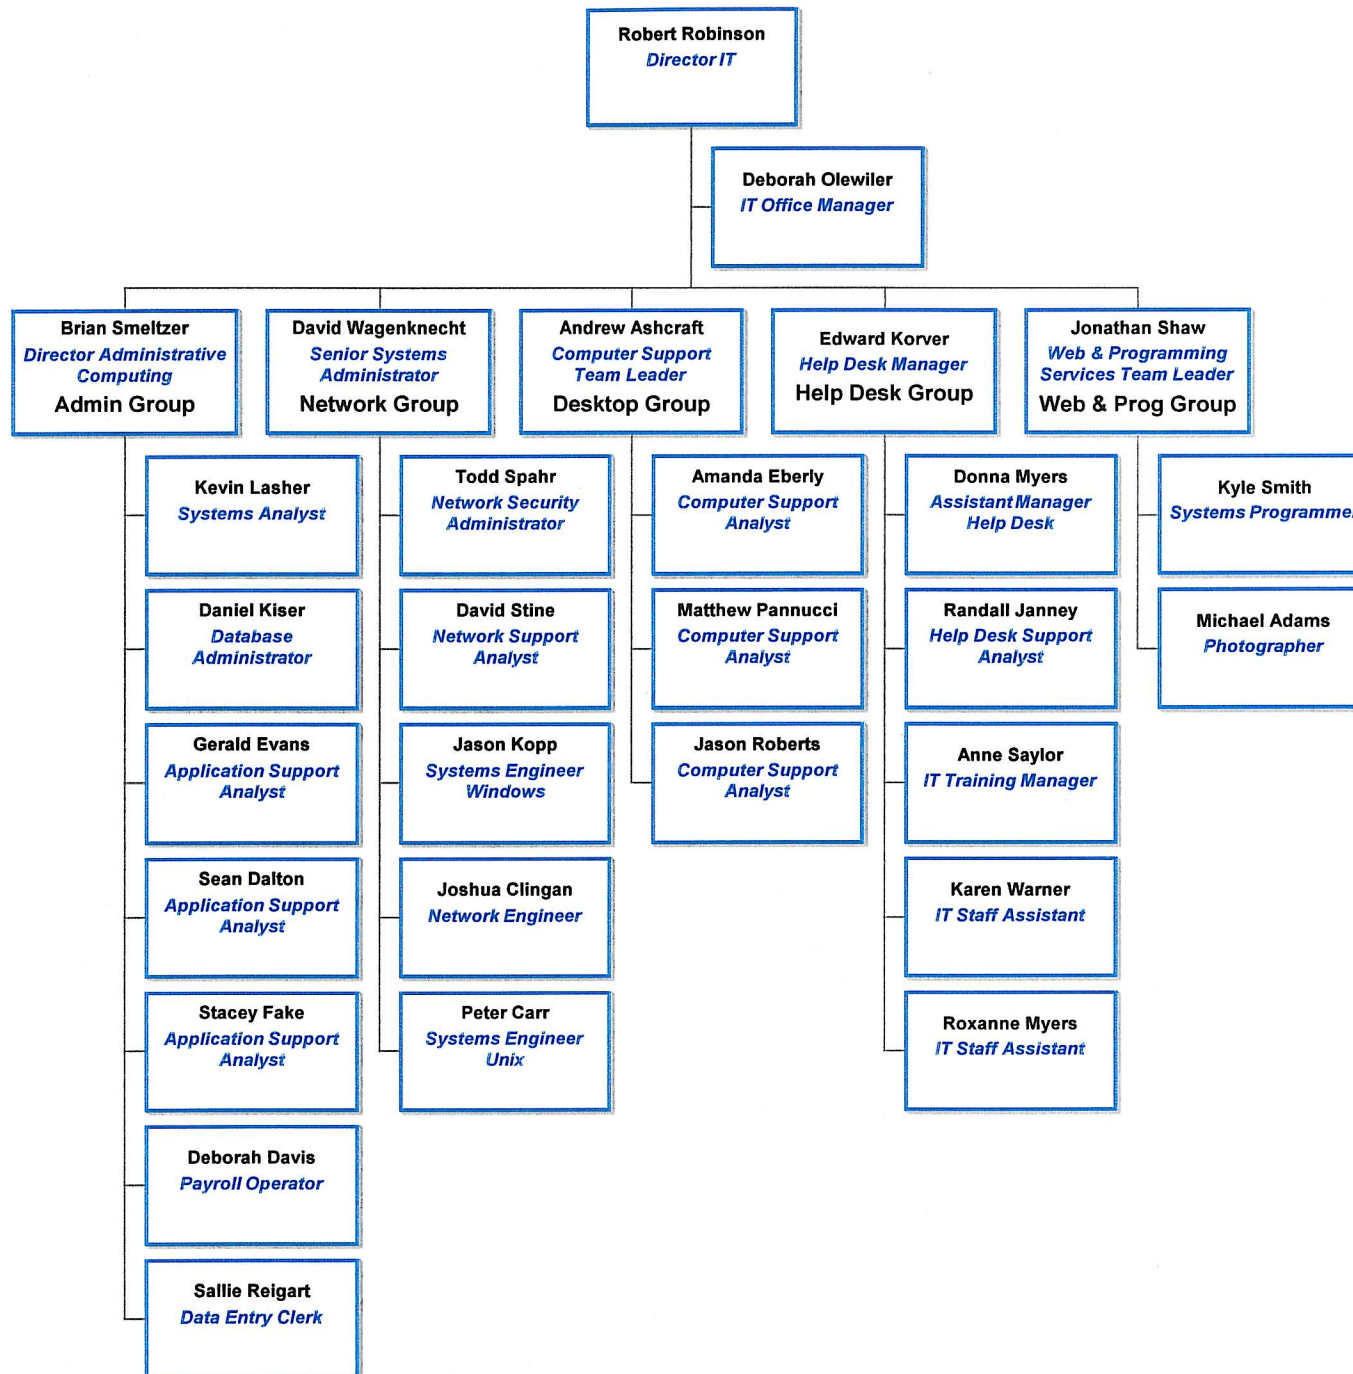 Robert Robinson
Director IT
Deborah Olewiler
IT Office Manager
Brian Smeltzer
Director Administrative
Computing
Admin Group
David Wagenknecht
Senior Systems
Administrator
Network Group
Andrew Ashcraft
Computer Support
Team Leader
Desktop Group
Edward Korver
Help Desk Manager
Help Desk Group
Jonathan Shaw
Web & Programming
Services Team Leader
Web & Prog Group
Kevin Lasher
Systems Analyst
Daniel Kiser
Database
Administrator
Gerald Evans
Application Support
Analyst
Sean Dalton
Application Support
Analyst
Stacey Fake
Application Support
Analyst
Deborah Davis
Payroll Operator
Sallie Reigart
Data Entry Clerk
Todd Spahr
Network Security
Administrator
David Stine
Network Support
Analyst
Jason Kopp
Systems Engineer
Windows
Joshua Clingan
Network Engineer
Peter Carr
Systems Engineer
Unix
Amanda Eberly
Computer Support
Analyst
Matthew Pannucci
Computer Support
Analyst
Jason Roberts
Computer Support
Analyst
Donna Myers
Assistant Manager
Help Desk
Randall Janney
Help Desk Support
Analyst
Anne Saylor
IT Training Manager
Karen Warner
IT Staff Assistant
Roxanne Myers
IT Staff Assistant
Kyle Smith
Systems Programmer
Michael Adams
Photographer